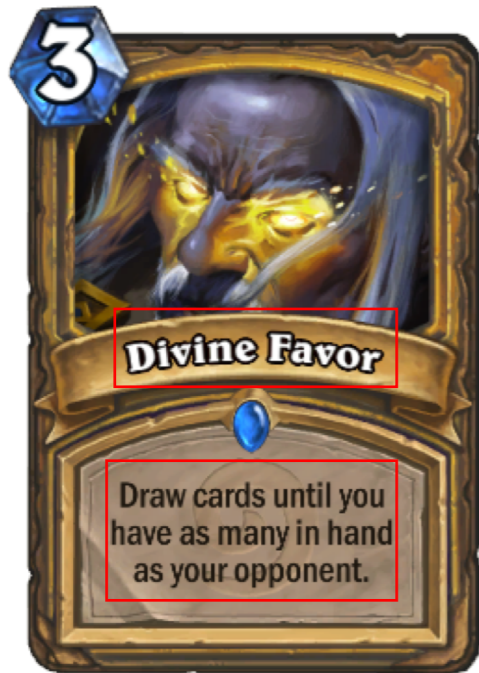 3
Divine Favor
Draw cards until you
have as many in hand
as your opponent.